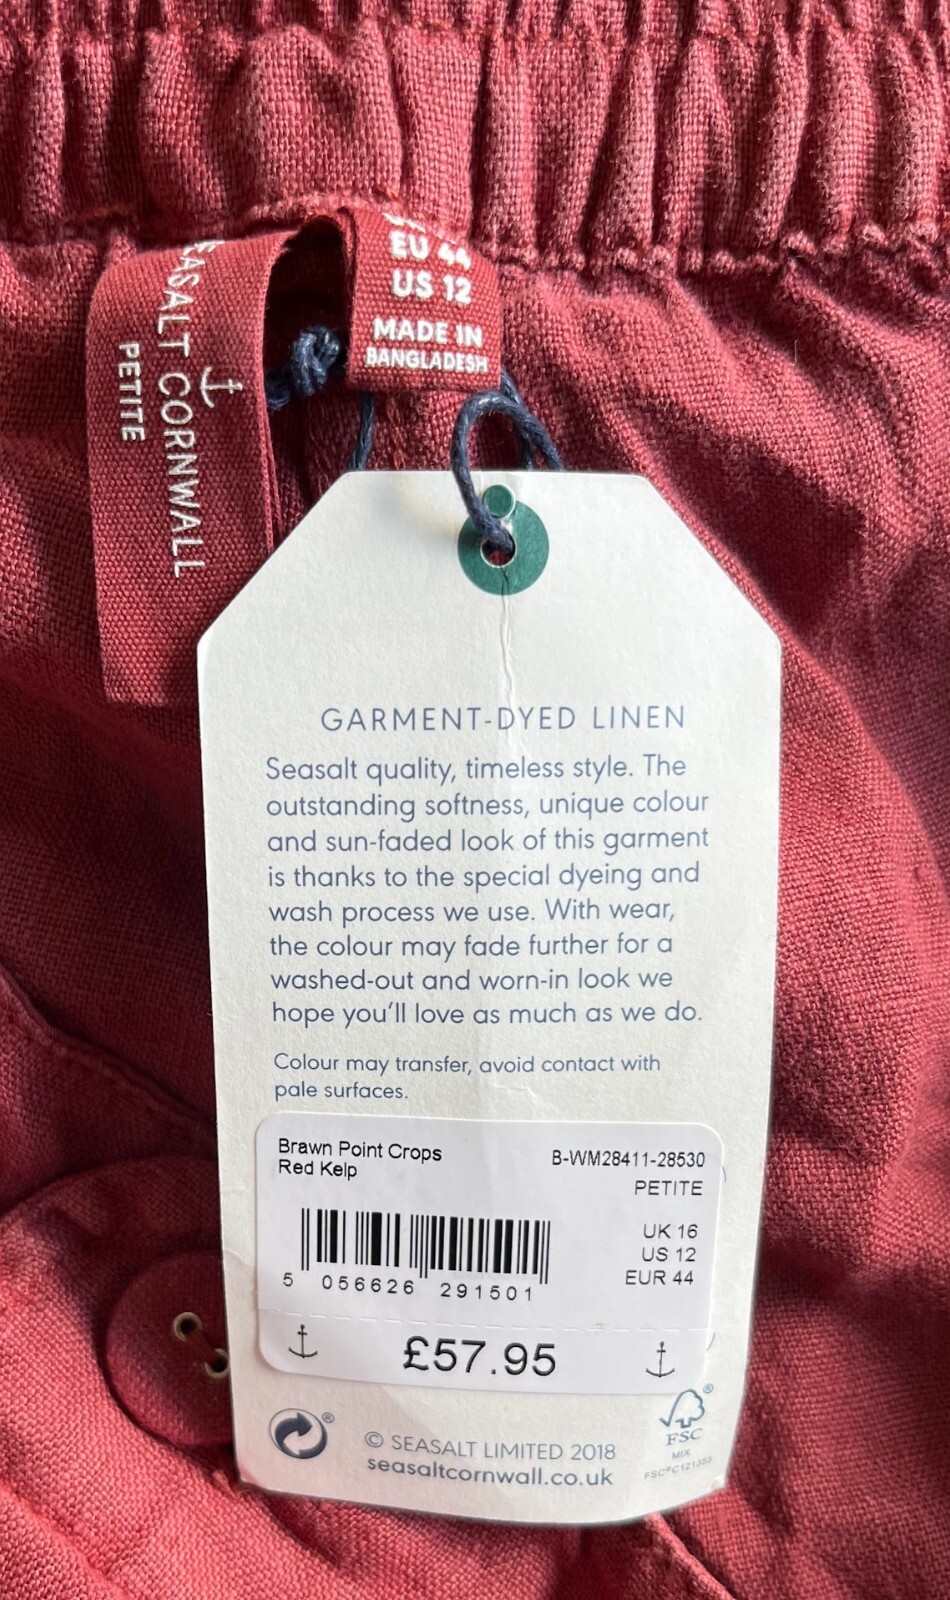 EU 44
US 12
MADE IN
BANGLADESH
SEASALT CORNWALL
PETITE
GARMENT-DYED LINEN
Seasalt quality, timeless style. The
outstanding softness, unique colour
and sun-faded look of this garment
is thanks to the special dyeing and
wash process we use. With wear,
the colour may fade further for a
washed-out and worn-in look we
hope you'll love as much as we do.
Colour may transfer, avoid contact with
pale surfaces.
Brawn Point Crops
Red Kelp
B-WM28411-28530
PETITE
UK 16
US 12
EUR 44
5 056626 291501
£57.95
© SEASALT LIMITED 2018
seasaltcornwall.co.uk
®
®
FSC
MIX
FSC® C121353